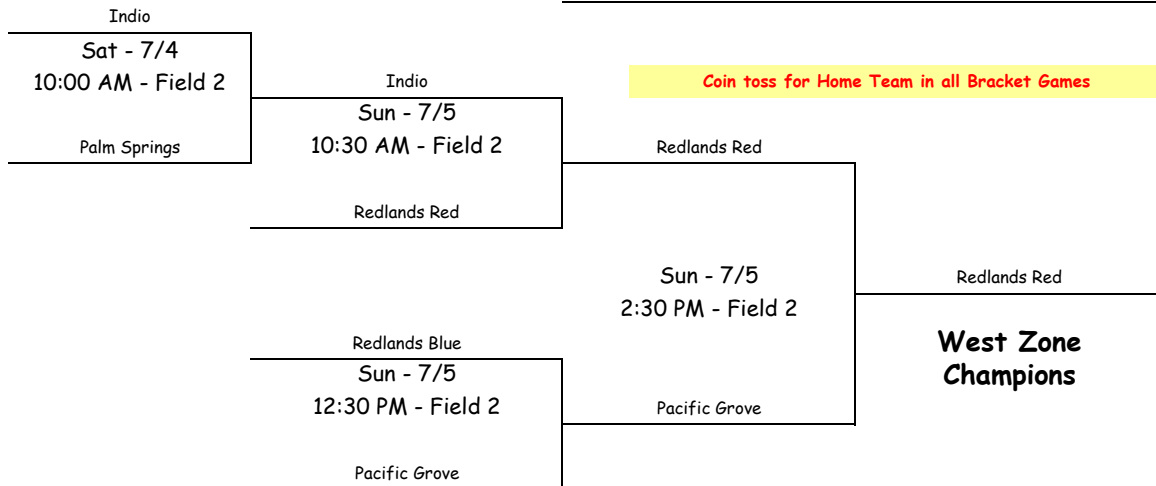 Indio
Sat - 7/4
10:00 AM - Field 2
Palm Springs
Indio
Sun - 7/5
10:30 AM - Field 2
Redlands Red
Coin toss for Home Team in all Bracket Games
Redlands Red
Sun - 7/5
2:30 PM - Field 2
Redlands Red
West Zone
Champions
Redlands Blue
Sun - 7/5
12:30 PM - Field 2
Pacific Grove
Pacific Grove